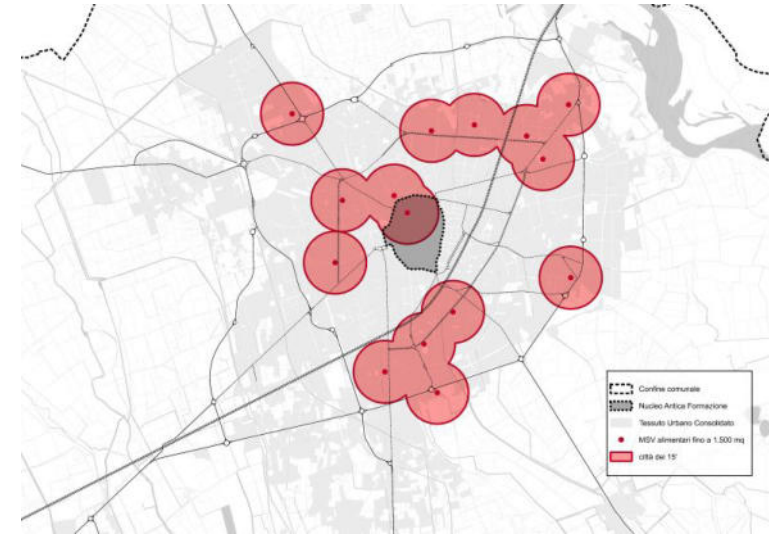 Confine comunale
Nucleo Antica Formazione
Tessuto Urbano Consolidato
MSV alimentari fino a 1.500 mq
città dei 15'